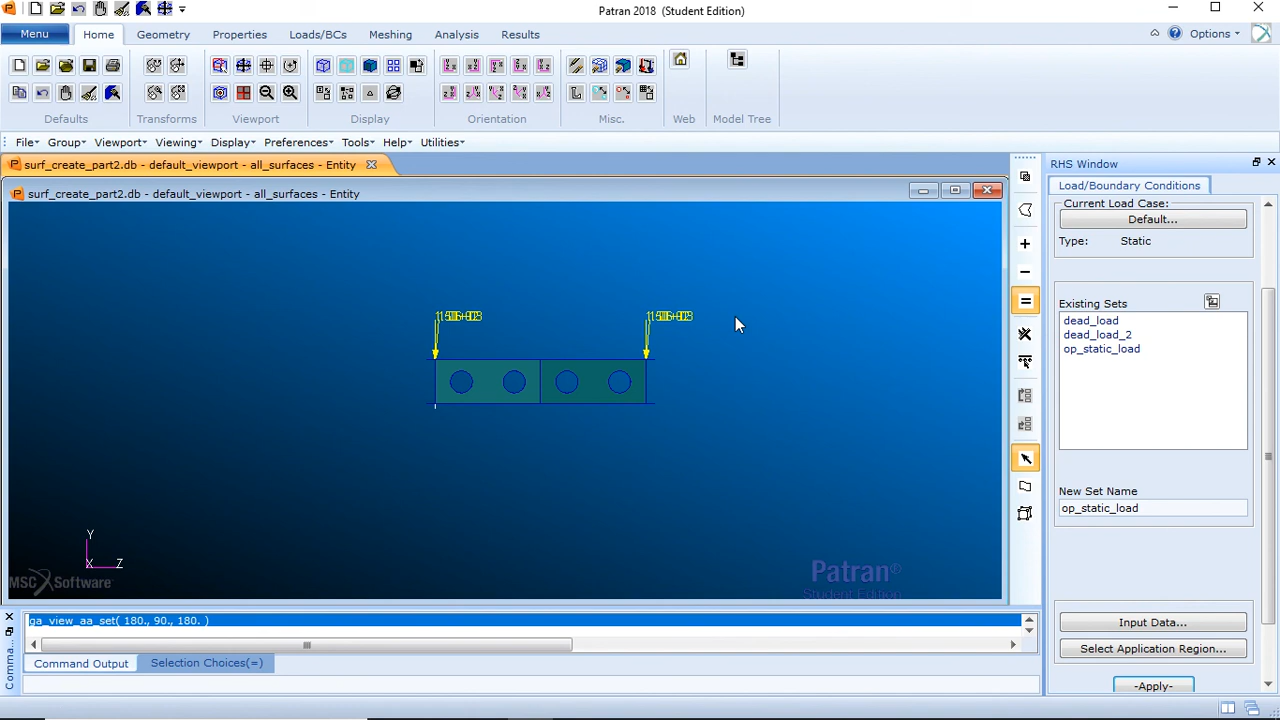 Patran 2018 (Student Edition)
Menu Home Geometry Properties Loads/BCs Meshing Analysis Results Options
Defaults Transforms Viewport Display Orientation Misc. Web Model Tree
File Group Viewport Viewing Display Preferences Tools Help Utilities
surf_create_part2.db - default_viewport - all_surfaces - Entity
surf_create_part2.db - default_viewport - all_surfaces - Entity
RHS Window
Load/Boundary Conditions
Current Load Case:
Default...
Type: Static
Existing Sets
dead_load
dead_load_2
op_static_load
New Set Name
op_static_load
Input Data...
Select Application Region...
-Apply-
Y
X Z
MSC Software
Patran®
Student Edition
Comma...
ga_view_aa_set( 180., 90., 180. )
Command Output Selection Choices(=)